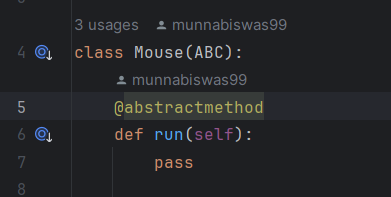 3 usages munnabiswas99
4 class Mouse(ABC):
munnabiswas99
5 @abstractmethod
6 def run(self):
7 pass
8